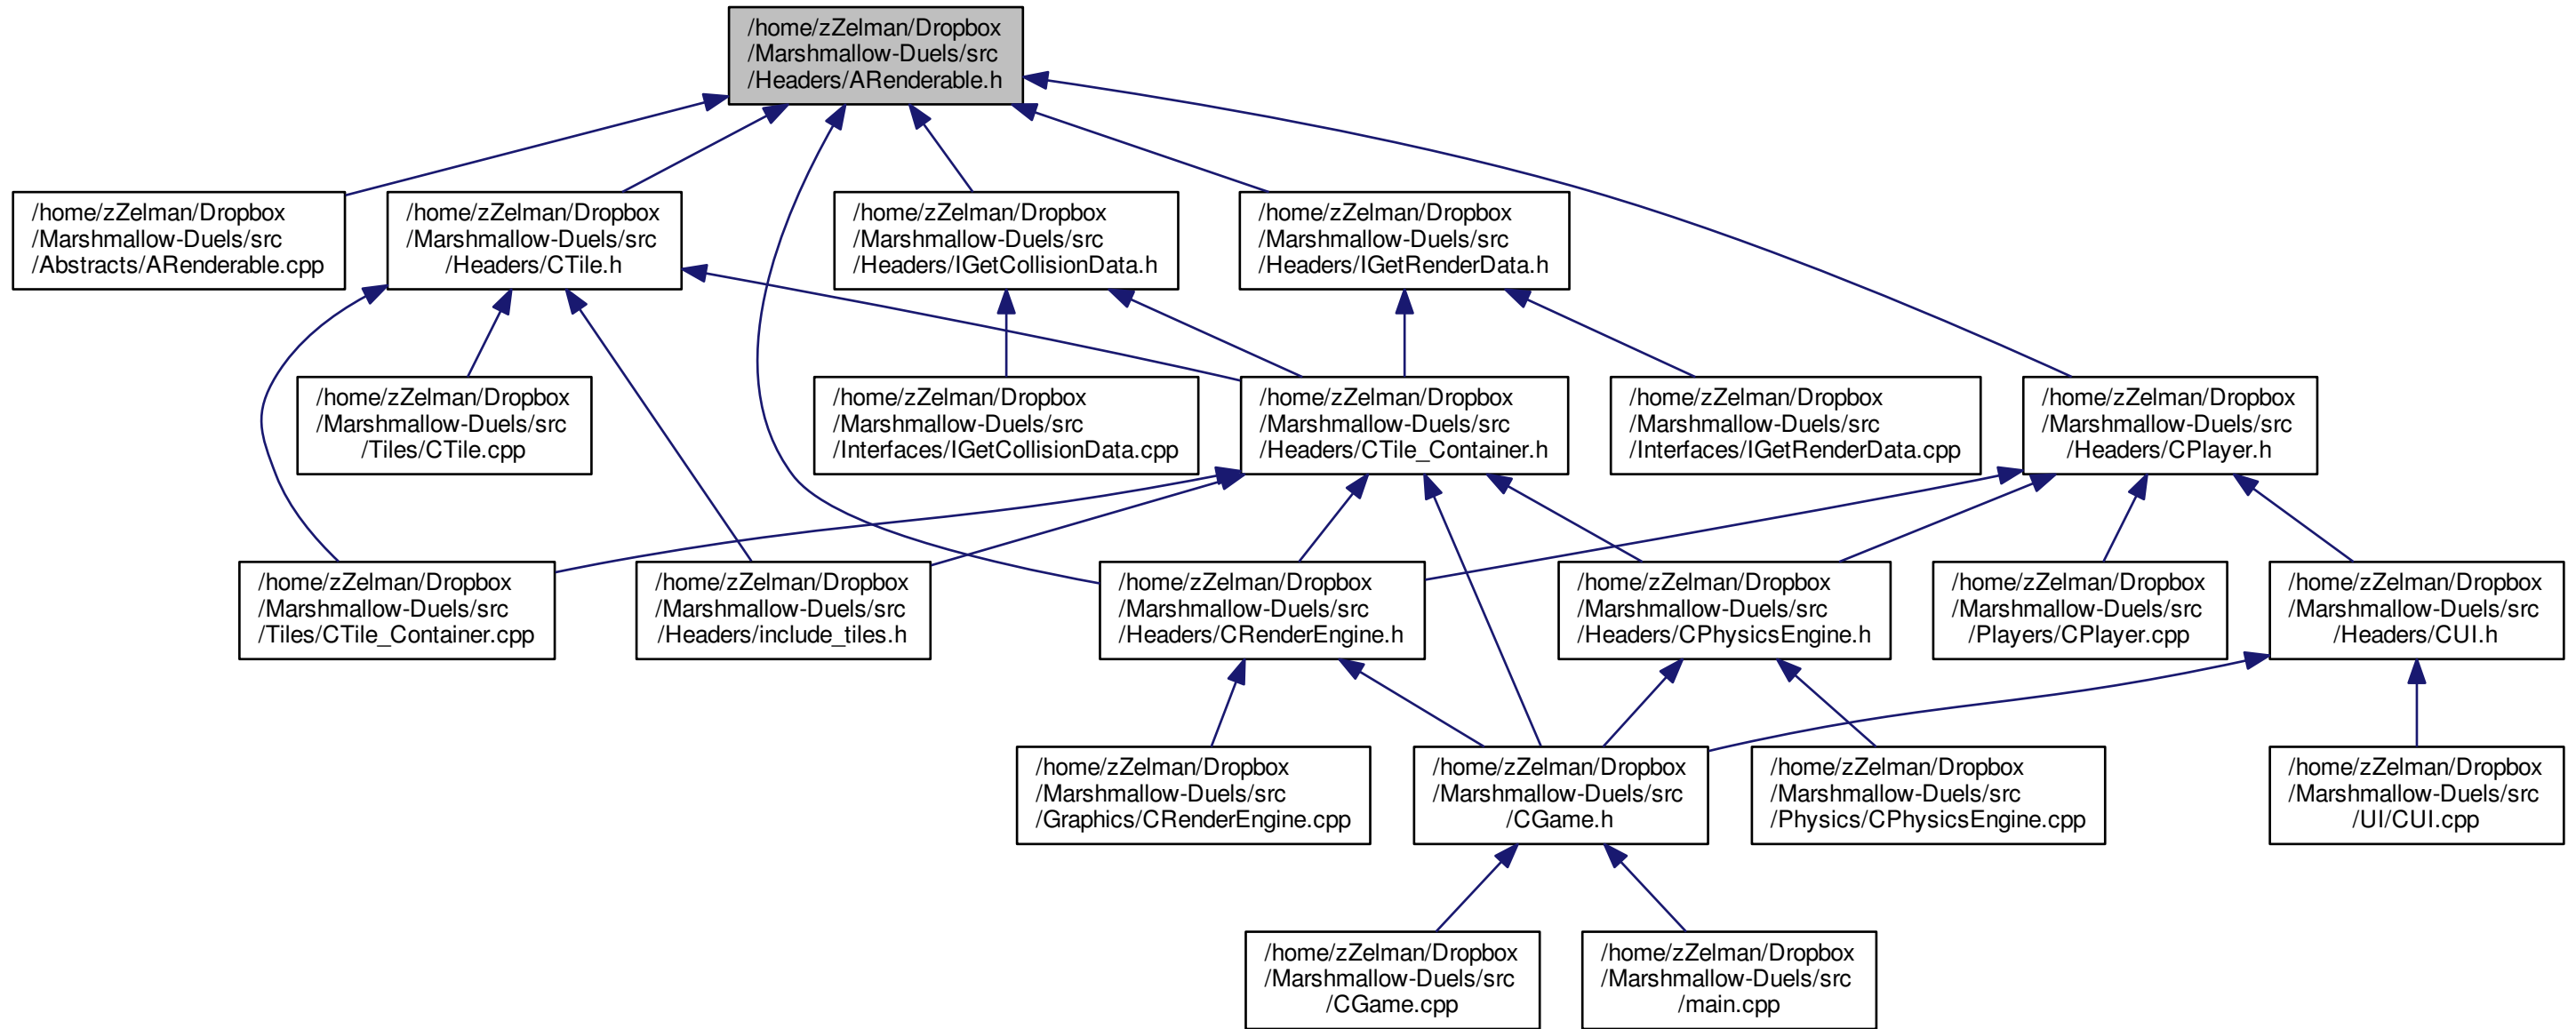 /home/zZelman/Dropbox
/Marshmallow-Duels/src
/Headers/ARenderable.h
/home/zZelman/Dropbox
/Marshmallow-Duels/src
/Abstracts/ARenderable.cpp
/home/zZelman/Dropbox
/Marshmallow-Duels/src
/Headers/CTile.h
/home/zZelman/Dropbox
/Marshmallow-Duels/src
/Headers/IGetCollisionData.h
/home/zZelman/Dropbox
/Marshmallow-Duels/src
/Headers/IGetRenderData.h
/home/zZelman/Dropbox
/Marshmallow-Duels/src
/Tiles/CTile.cpp
/home/zZelman/Dropbox
/Marshmallow-Duels/src
/Interfaces/IGetCollisionData.cpp
/home/zZelman/Dropbox
/Marshmallow-Duels/src
/Headers/CTile_Container.h
/home/zZelman/Dropbox
/Marshmallow-Duels/src
/Interfaces/IGetRenderData.cpp
/home/zZelman/Dropbox
/Marshmallow-Duels/src
/Headers/CPlayer.h
/home/zZelman/Dropbox
/Marshmallow-Duels/src
/Tiles/CTile_Container.cpp
/home/zZelman/Dropbox
/Marshmallow-Duels/src
/Headers/include_tiles.h
/home/zZelman/Dropbox
/Marshmallow-Duels/src
/Headers/CRenderEngine.h
/home/zZelman/Dropbox
/Marshmallow-Duels/src
/Headers/CPhysicsEngine.h
/home/zZelman/Dropbox
/Marshmallow-Duels/src
/Players/CPlayer.cpp
/home/zZelman/Dropbox
/Marshmallow-Duels/src
/Headers/CUI.h
/home/zZelman/Dropbox
/Marshmallow-Duels/src
/Graphics/CRenderEngine.cpp
/home/zZelman/Dropbox
/Marshmallow-Duels/src
/CGame.h
/home/zZelman/Dropbox
/Marshmallow-Duels/src
/Physics/CPhysicsEngine.cpp
/home/zZelman/Dropbox
/Marshmallow-Duels/src
/UI/CUI.cpp
/home/zZelman/Dropbox
/Marshmallow-Duels/src
/CGame.cpp
/home/zZelman/Dropbox
/Marshmallow-Duels/src
/main.cpp